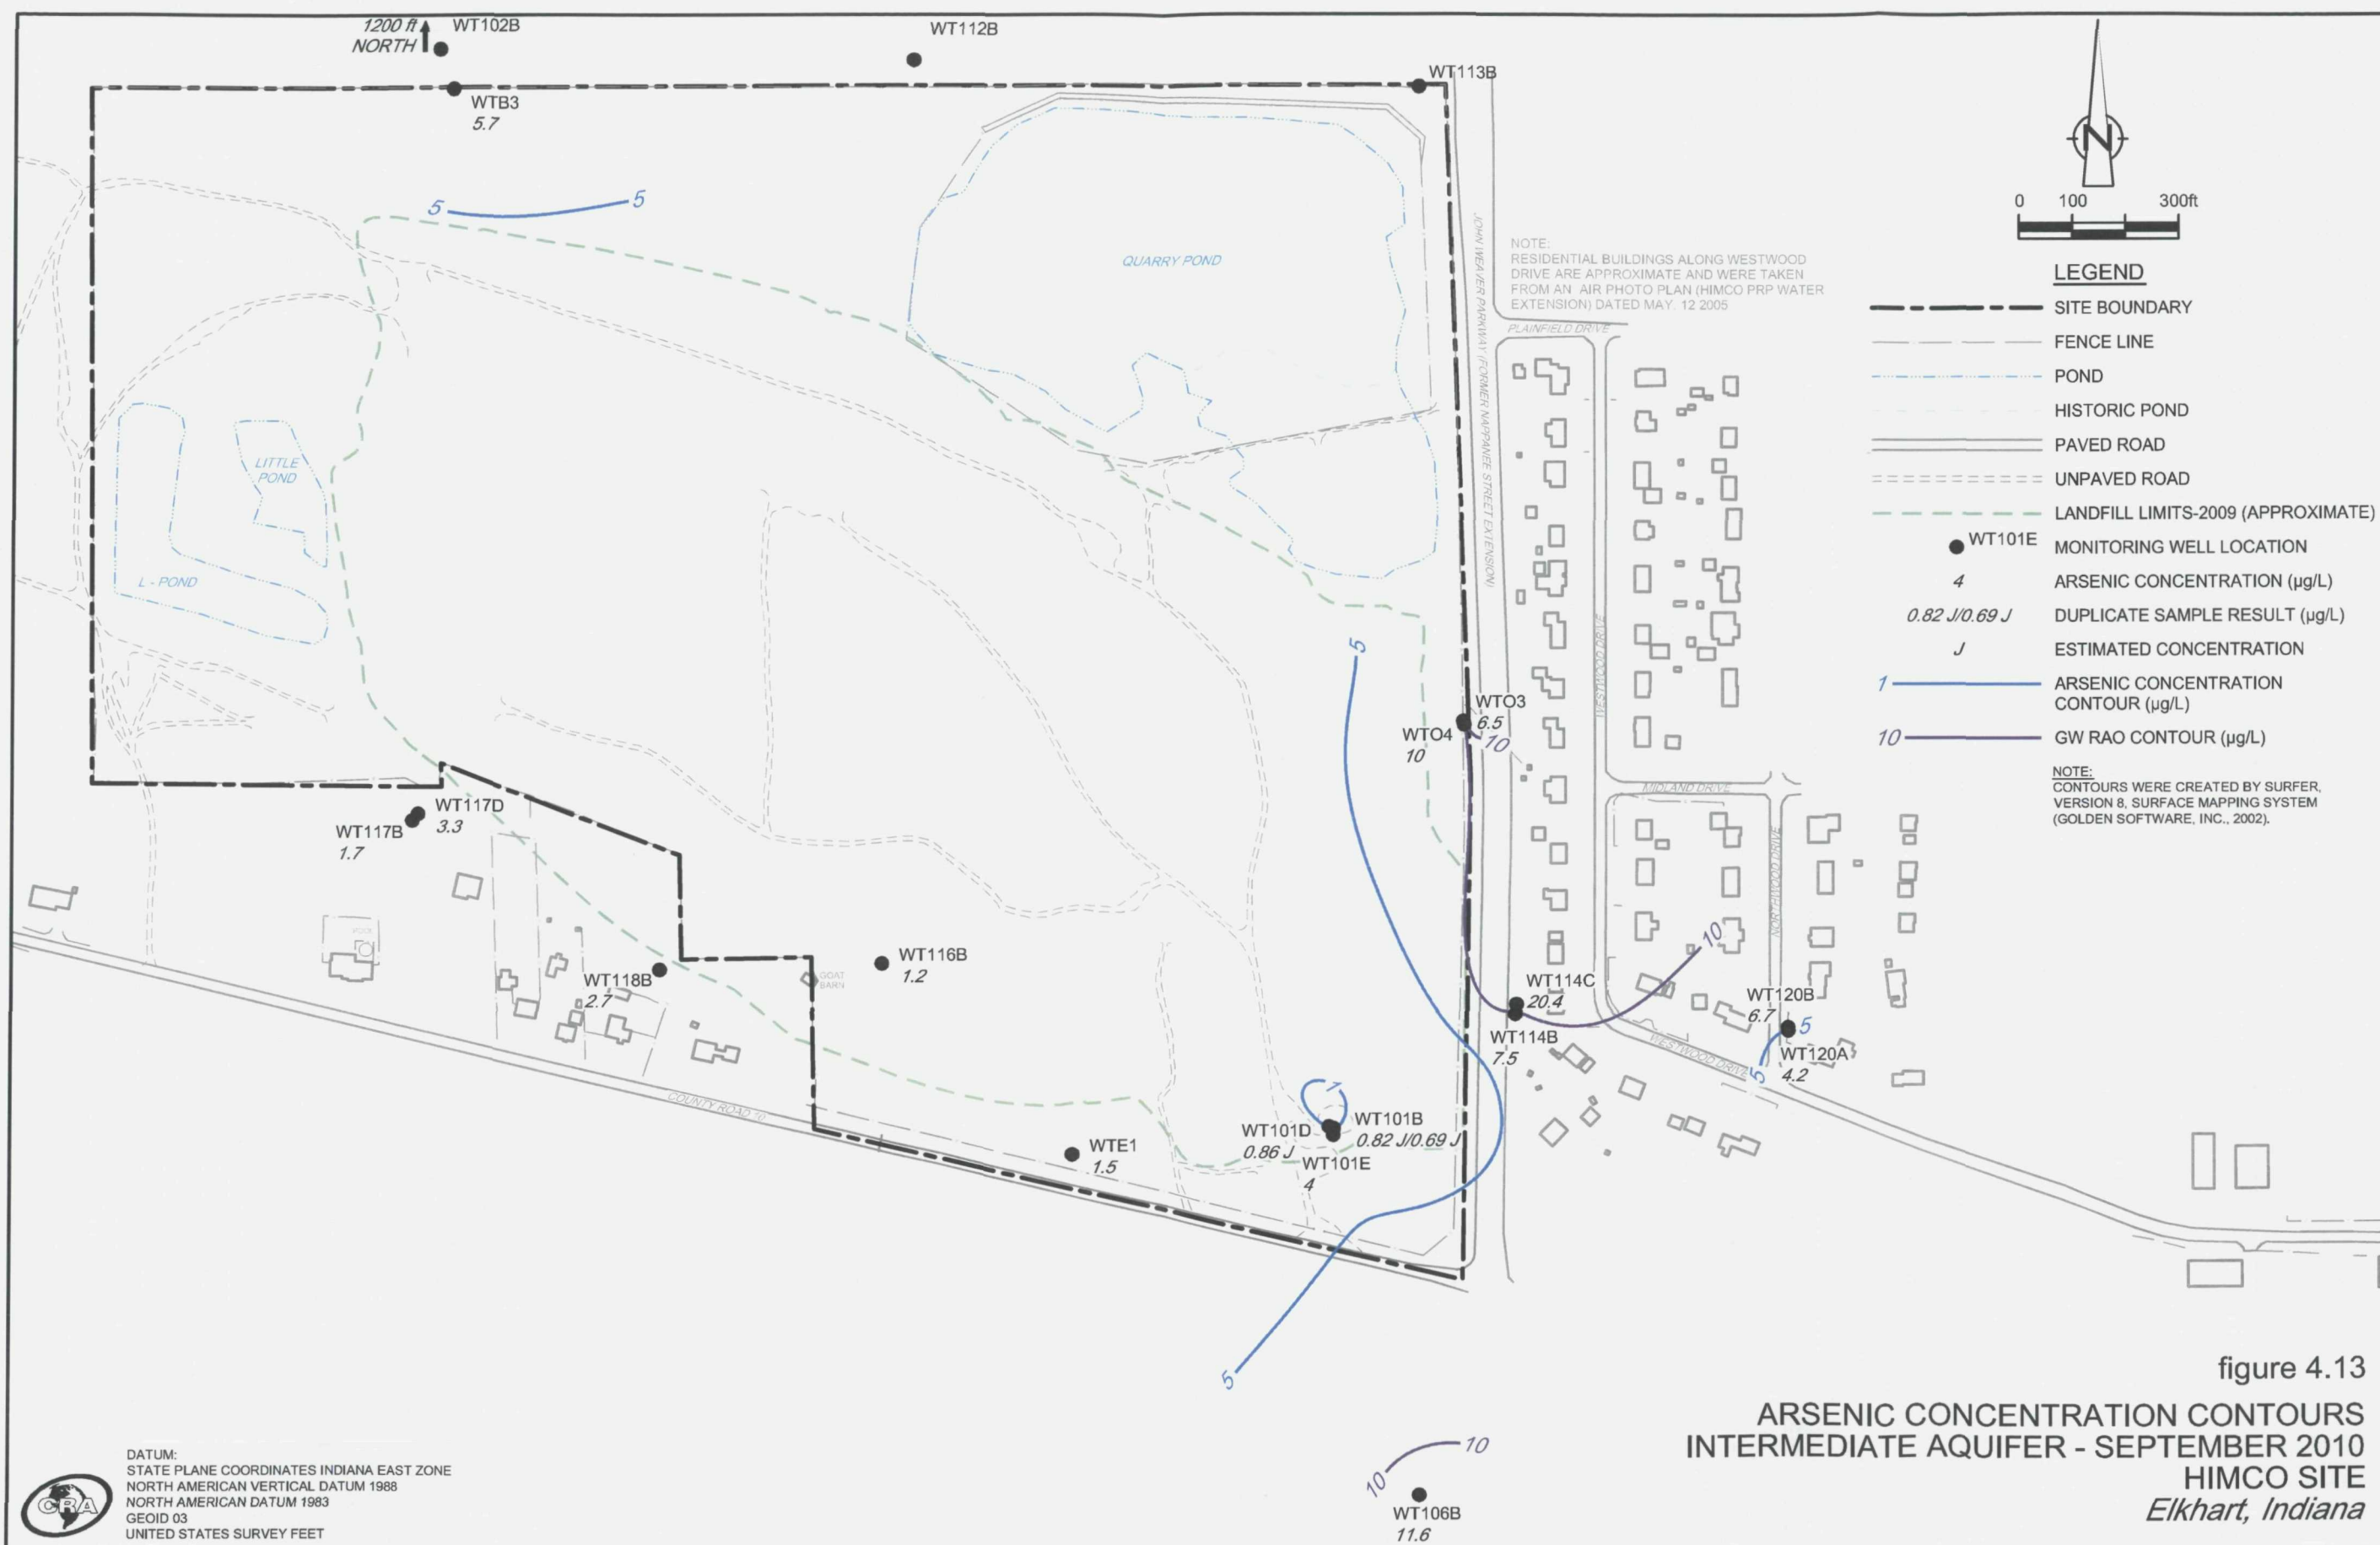 1200 ft
NORTH
WT102B
WT112B
WT113B
WTB3
5.7
5
5
QUARRY POND
JOHN WEAVER PARKWAY (FORMER NAPPANEE STREET EXTENSION)
NOTE:
RESIDENTIAL BUILDINGS ALONG WESTWOOD
DRIVE ARE APPROXIMATE AND WERE TAKEN
FROM AN AIR PHOTO PLAN (HIMCO PRP WATER
EXTENSION) DATED MAY. 12 2005
PLAINFIELD DRIVE
N
0 100 300ft
LEGEND
SITE BOUNDARY
FENCE LINE
POND
HISTORIC POND
PAVED ROAD
UNPAVED ROAD
LANDFILL LIMITS-2009 (APPROXIMATE)
WT101E
MONITORING WELL LOCATION
4
ARSENIC CONCENTRATION (µg/L)
0.82 J/0.69 J
DUPLICATE SAMPLE RESULT (µg/L)
J
ESTIMATED CONCENTRATION
1
ARSENIC CONCENTRATION
CONTOUR (µg/L)
10
GW RAO CONTOUR (µg/L)
NOTE:
CONTOURS WERE CREATED BY SURFER,
VERSION 8, SURFACE MAPPING SYSTEM
(GOLDEN SOFTWARE, INC., 2002).
LITTLE
POND
L - POND
WESTWOOD DRIVE
5
WTO3
6.5
WTO4
10
10
MIDLAND DRIVE
NORTHWOOD DRIVE
WT117D
3.3
WT117B
1.7
POOL
WT118B
2.7
GOAT
BARN
WT116B
1.2
10
WT114C
20.4
WT114B
7.5
WT120B
6.7
5
WT120A
4.2
5
WESTWOOD DRIVE
COUNTY ROAD 10
1
WT101B
0.82 J/0.69 J
WT101D
0.86 J
WT101E
4
WTE1
1.5
5
10
10
WT106B
11.6
figure 4.13
ARSENIC CONCENTRATION CONTOURS
INTERMEDIATE AQUIFER - SEPTEMBER 2010
HIMCO SITE
Elkhart, Indiana
CRA
DATUM:
STATE PLANE COORDINATES INDIANA EAST ZONE
NORTH AMERICAN VERTICAL DATUM 1988
NORTH AMERICAN DATUM 1983
GEOID 03
UNITED STATES SURVEY FEET